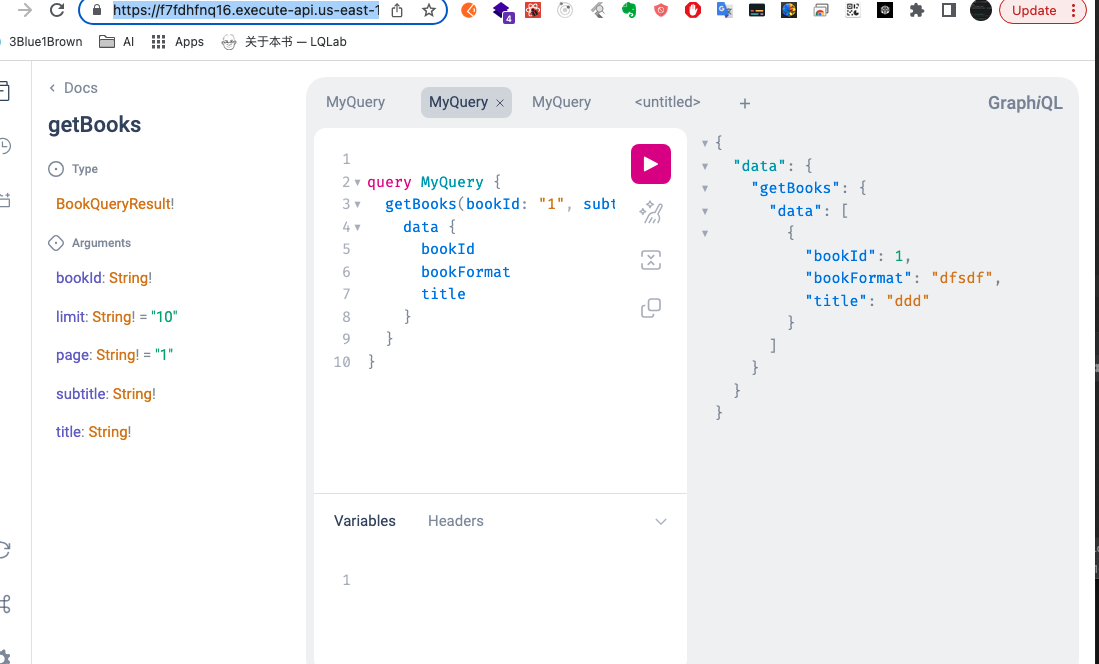 https://f7fdhfnq16.execute-api.us-east-1
4
Update
3Blue1Brown
AI
Apps
关于本书 — LQLab
Docs
getBooks
Type
BookQueryResult!
Arguments
bookId: String!
limit: String! = "10"
page: String! = "1"
subtitle: String!
title: String!
MyQuery
MyQuery ×
MyQuery
<untitled>
+
GraphiQL
1
2 query MyQuery {
3 getBooks(bookId: "1", subt
4 data {
5 bookId
6 bookFormat
7 title
8 }
9 }
10 }
Variables
Headers
1
{
"data": {
"getBooks": {
"data": [
{
"bookId": 1,
"bookFormat": "dfsdf",
"title": "ddd"
}
]
}
}
}